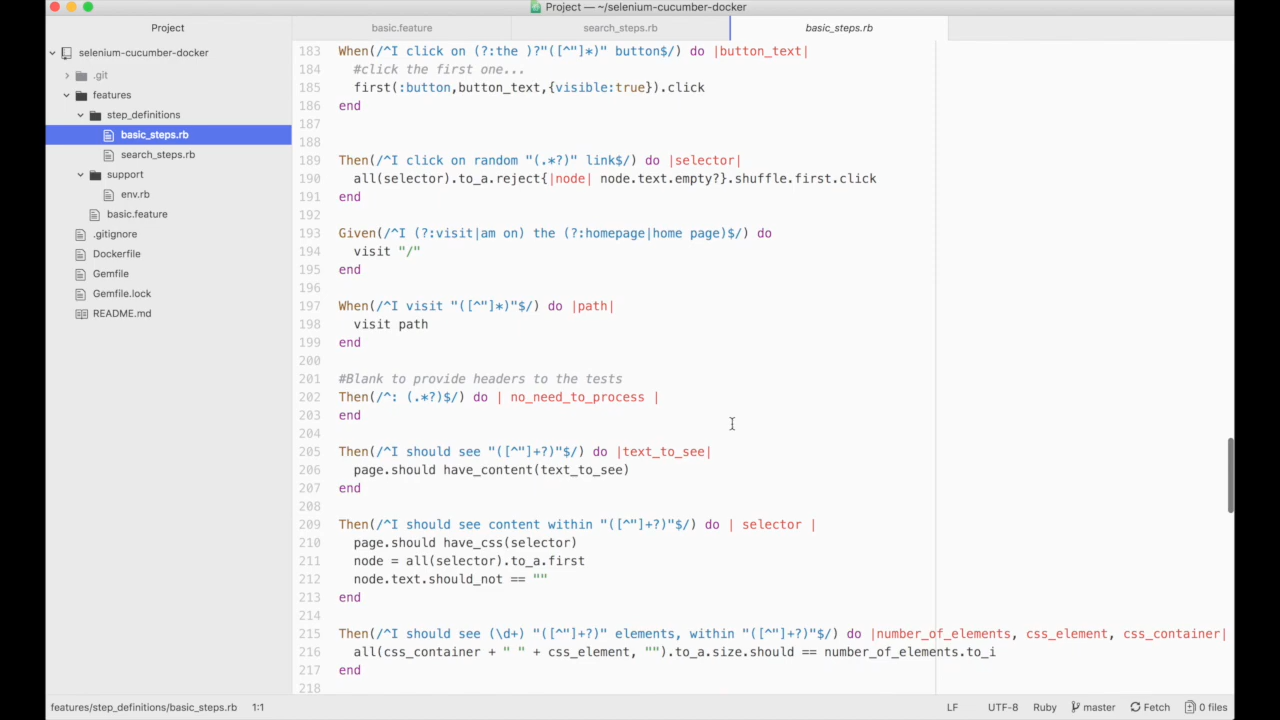 Project — ~/selenium-cucumber-docker
Project
selenium-cucumber-docker
.git
features
step_definitions
basic_steps.rb
search_steps.rb
support
env.rb
basic.feature
.gitignore
Dockerfile
Gemfile
Gemfile.lock
README.md
basic.feature
search_steps.rb
basic_steps.rb
183 When(/^I click on (?:the )?"([^"]*)" button$/) do |button_text|
184   #click the first one...
185   first(:button,button_text,{visible:true}).click
186 end
187
188
189 Then(/^I click on random "(.*?)" link$/) do |selector|
190   all(selector).to_a.reject{|node| node.text.empty?}.shuffle.first.click
191 end
192
193 Given(/^I (?:visit|am on) the (?:homepage|home page)$/) do
194   visit "/"
195 end
196
197 When(/^I visit "([^"]*)"$/) do |path|
198   visit path
199 end
200
201 #Blank to provide headers to the tests
202 Then(/^: (.*?)$/) do | no_need_to_process |
203 end
204
205 Then(/^I should see "([^"]+?)"$/) do |text_to_see|
206   page.should have_content(text_to_see)
207 end
208
209 Then(/^I should see content within "([^"]+?)"$/) do | selector |
210   page.should have_css(selector)
211   node = all(selector).to_a.first
212   node.text.should_not == ""
213 end
214
215 Then(/^I should see (\d+) "([^"]+?)" elements, within "([^"]+?)"$/) do |number_of_elements, css_element, css_container|
216   all(css_container + " " + css_element, "").to_a.size.should == number_of_elements.to_i
217 end
218
features/step_definitions/basic_steps.rb 1:1 LF UTF-8 Ruby master Fetch 0 files